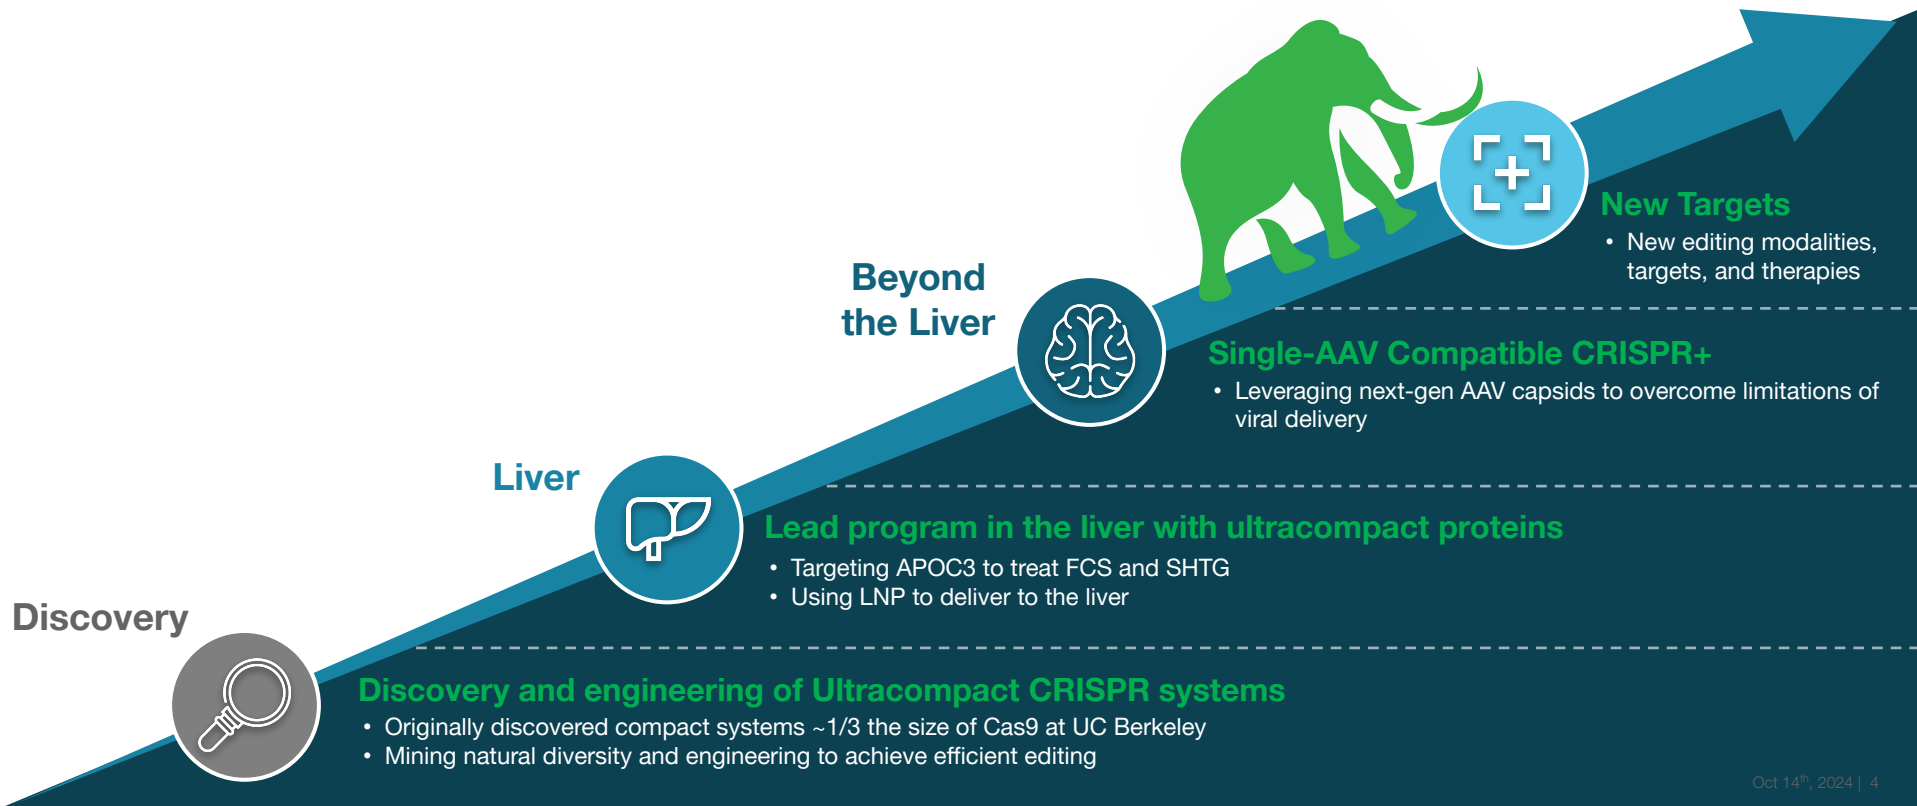 New Targets
• New editing modalities,
targets, and therapies
Beyond
the Liver
Single-AAV Compatible CRISPR+
• Leveraging next-gen AAV capsids to overcome limitations of
viral delivery
Liver
Lead program in the liver with ultracompact proteins
• Targeting APOC3 to treat FCS and SHTG
• Using LNP to deliver to the liver
Discovery
Discovery and engineering of Ultracompact CRISPR systems
• Originally discovered compact systems ~1/3 the size of Cas9 at UC Berkeley
• Mining natural diversity and engineering to achieve efficient editing
Oct 14th, 2024 | 4